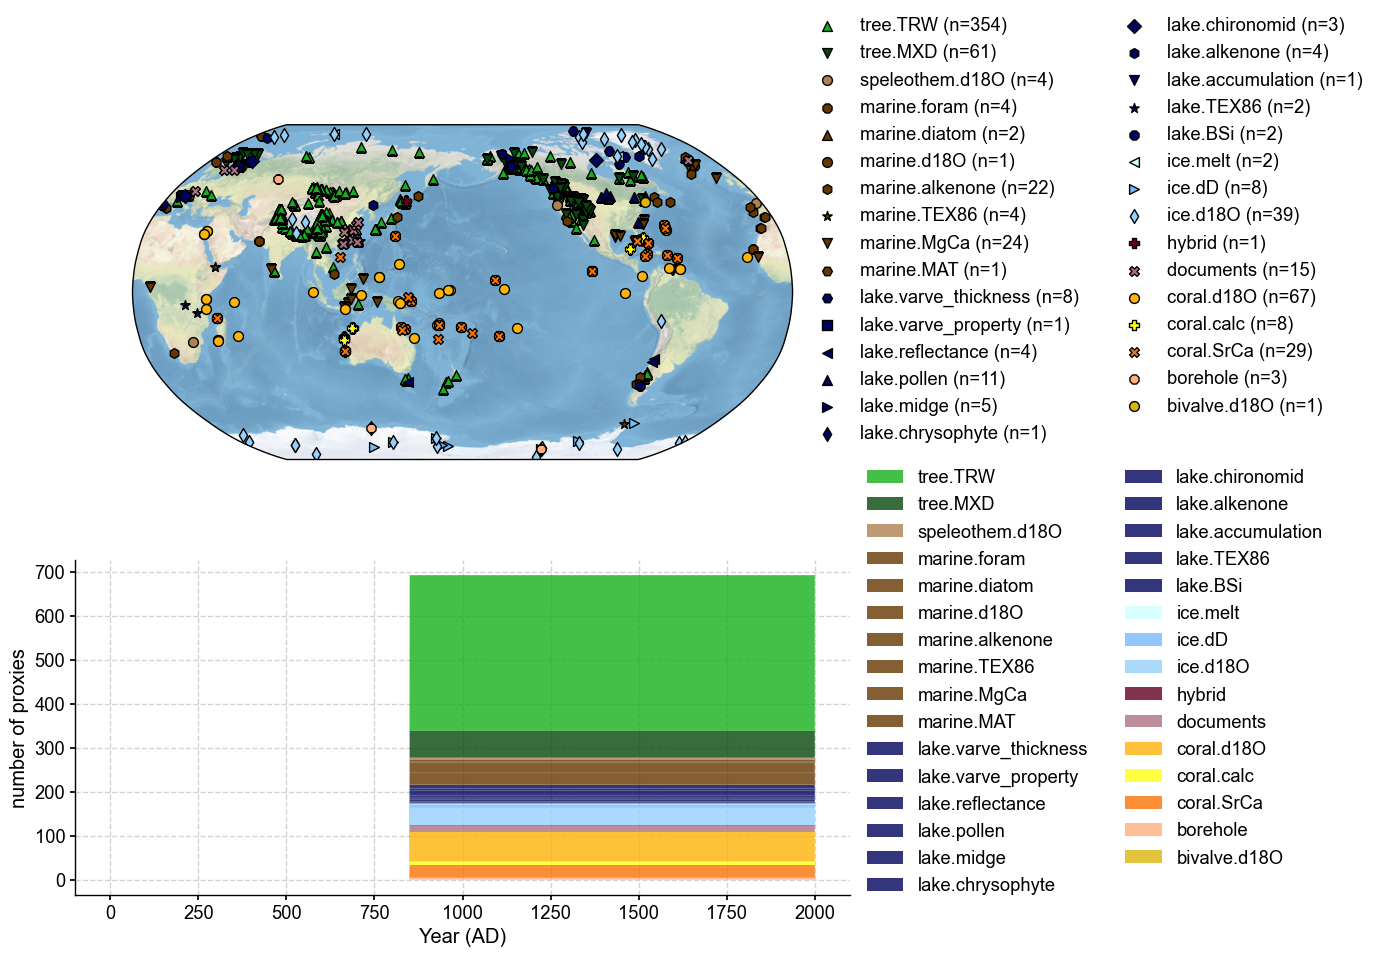 tree.TRW (n=354)
tree.MXD (n=61)
speleothem.d18O (n=4)
marine.foram (n=4)
marine.diatom (n=2)
marine.d18O (n=1)
marine.alkenone (n=22)
marine.TEX86 (n=4)
marine.MgCa (n=24)
marine.MAT (n=1)
lake.varve_thickness (n=8)
lake.varve_property (n=1)
lake.reflectance (n=4)
lake.pollen (n=11)
lake.midge (n=5)
lake.chrysophyte (n=1)
lake.chironomid (n=3)
lake.alkenone (n=4)
lake.accumulation (n=1)
lake.TEX86 (n=2)
lake.BSi (n=2)
ice.melt (n=2)
ice.dD (n=8)
ice.d18O (n=39)
hybrid (n=1)
documents (n=15)
coral.d18O (n=67)
coral.calc (n=8)
coral.SrCa (n=29)
borehole (n=3)
bivalve.d18O (n=1)
number of proxies
700
600
500
400
300
200
100
0
0 250 500 750 1000 1250 1500 1750 2000
Year (AD)
tree.TRW
tree.MXD
speleothem.d18O
marine.foram
marine.diatom
marine.d18O
marine.alkenone
marine.TEX86
marine.MgCa
marine.MAT
lake.varve_thickness
lake.varve_property
lake.reflectance
lake.pollen
lake.midge
lake.chrysophyte
lake.chironomid
lake.alkenone
lake.accumulation
lake.TEX86
lake.BSi
ice.melt
ice.dD
ice.d18O
hybrid
documents
coral.d18O
coral.calc
coral.SrCa
borehole
bivalve.d18O